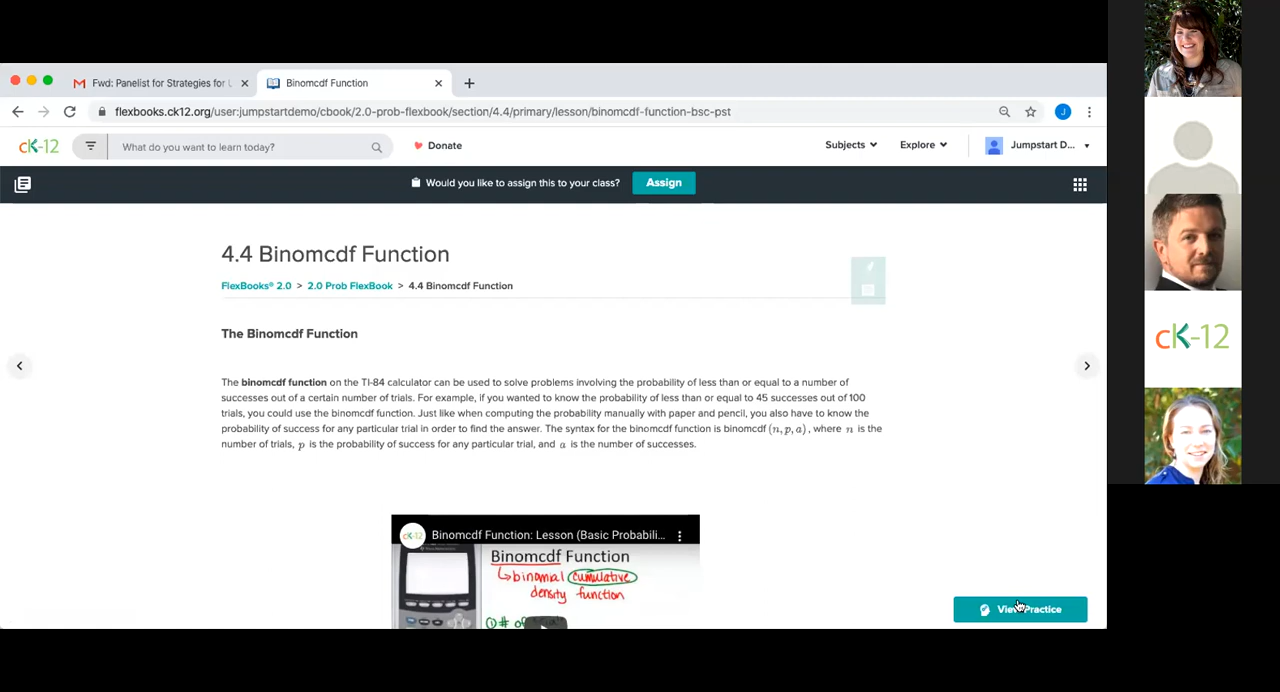 Fwd: Panelist for Strategies for
Binomcdf Function
flexbooks.ck12.org/user:jumpstartdemo/cbook/2.0-prob-flexbook/section/4.4/primary/lesson/binomcdf-function-bsc-pst
J
cK-12
What do you want to learn today?
Donate
Subjects
Explore
Jumpstart D...
Would you like to assign this to your class?
Assign
4.4 Binomcdf Function
FlexBooks® 2.0 > 2.0 Prob FlexBook > 4.4 Binomcdf Function
The Binomcdf Function
The binomcdf function on the TI-84 calculator can be used to solve problems involving the probability of less than or equal to a number of
successes out of a certain number of trials. For example, if you wanted to know the probability of less than or equal to 45 successes out of 100
trials, you could use the binomcdf function. Just like when computing the probability manually with paper and pencil, you also have to know the
probability of success for any particular trial in order to find the answer. The syntax for the binomcdf function is binomcdf (n, p, a), where n is the
number of trials, p is the probability of success for any particular trial, and a is the number of successes.
cK-12
cK-12
Binomcdf Function: Lesson (Basic Probabili...
Binomcdf Function
binomial cumulative
density function
① # of
View Practice